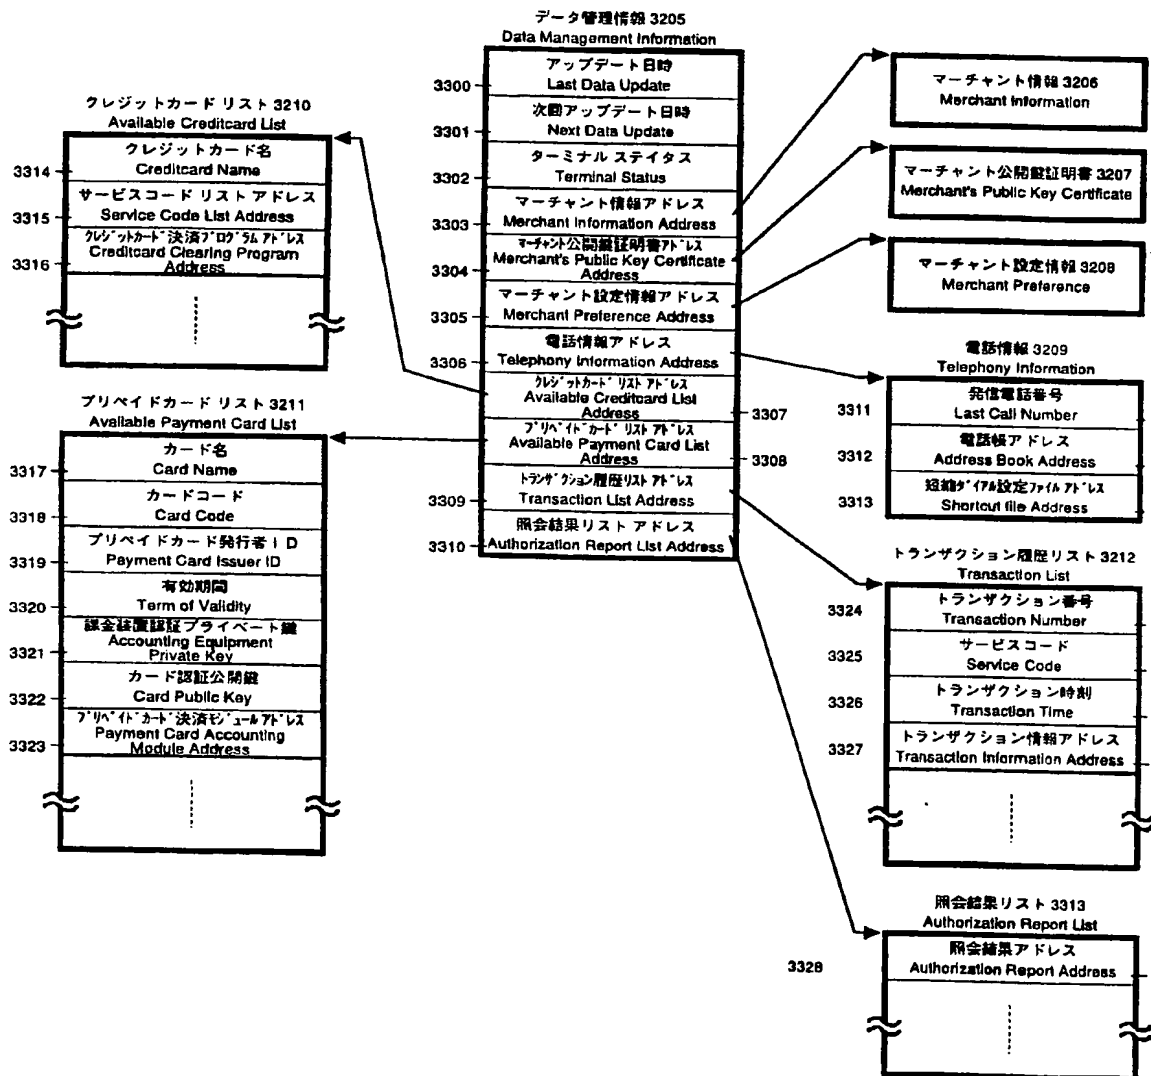 データ管理情報 3205
Data Management Information
3300
アップデート日時
Last Data Update
3301
次回アップデート日時
Next Data Update
3302
ターミナル ステイタス
Terminal Status
3303
マーチャント情報アドレス
Merchant Information Address
3304
マーチャント公開鍵証明書アドレス
Merchant's Public Key Certificate
Address
3305
マーチャント設定情報アドレス
Merchant Preference Address
3306
電話情報アドレス
Telephony Information Address
クレジットカード リスト アドレス
Available Creditcard List
Address
3307
プリペイドカード リスト アドレス
Available Payment Card List
Address
3308
3309
トランザクション履歴リスト アドレス
Transaction List Address
3310
照会結果リスト アドレス
Authorization Report List Address
クレジットカード リスト 3210
Available Creditcard List
3314
クレジットカード名
Creditcard Name
3315
サービスコード リスト アドレス
Service Code List Address
3316
クレジットカード決済プログラム アドレス
Creditcard Clearing Program
Address
プリペイドカード リスト 3211
Available Payment Card List
3317
カード名
Card Name
3318
カードコード
Card Code
3319
プリペイドカード発行者ID
Payment Card Issuer ID
3320
有効期間
Term of Validity
3321
課金装置認証プライベート鍵
Accounting Equipment
Private Key
3322
カード認証公開鍵
Card Public Key
3323
プリペイドカード決済モジュール アドレス
Payment Card Accounting
Module Address
マーチャント情報 3206
Merchant Information
マーチャント公開鍵証明書 3207
Merchant's Public Key Certificate
マーチャント設定情報 3208
Merchant Preference
電話情報 3209
Telephony Information
3311
発信電話番号
Last Call Number
3312
電話帳アドレス
Address Book Address
3313
短縮ダイアル設定ファイル アドレス
Shortcut file Address
トランザクション履歴リスト 3212
Transaction List
3324
トランザクション番号
Transaction Number
3325
サービスコード
Service Code
3326
トランザクション時刻
Transaction Time
3327
トランザクション情報アドレス
Transaction Information Address
照会結果リスト 3313
Authorization Report List
3328
照会結果アドレス
Authorization Report Address